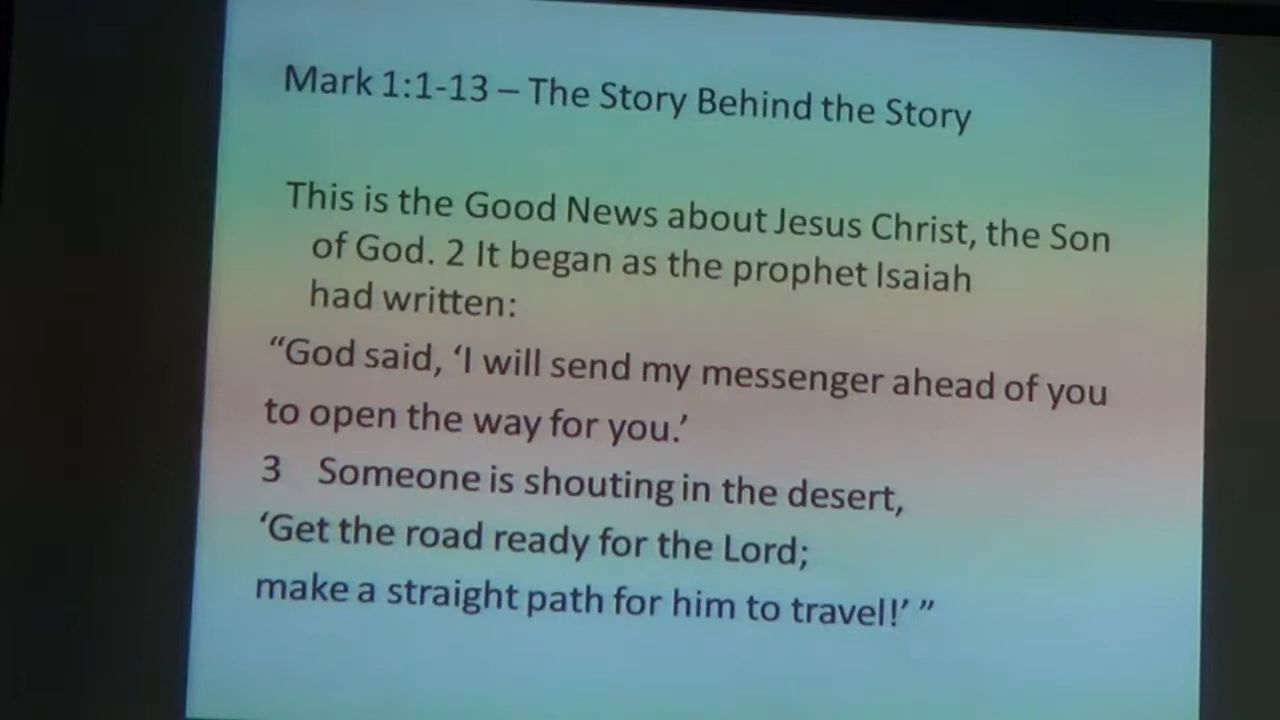 Mark 1:1-13 – The Story Behind the Story
This is the Good News about Jesus Christ, the Son
of God. 2 It began as the prophet Isaiah
had written:
“God said, ‘I will send my messenger ahead of you
to open the way for you.’
3 Someone is shouting in the desert,
‘Get the road ready for the Lord;
make a straight path for him to travel!’ ”